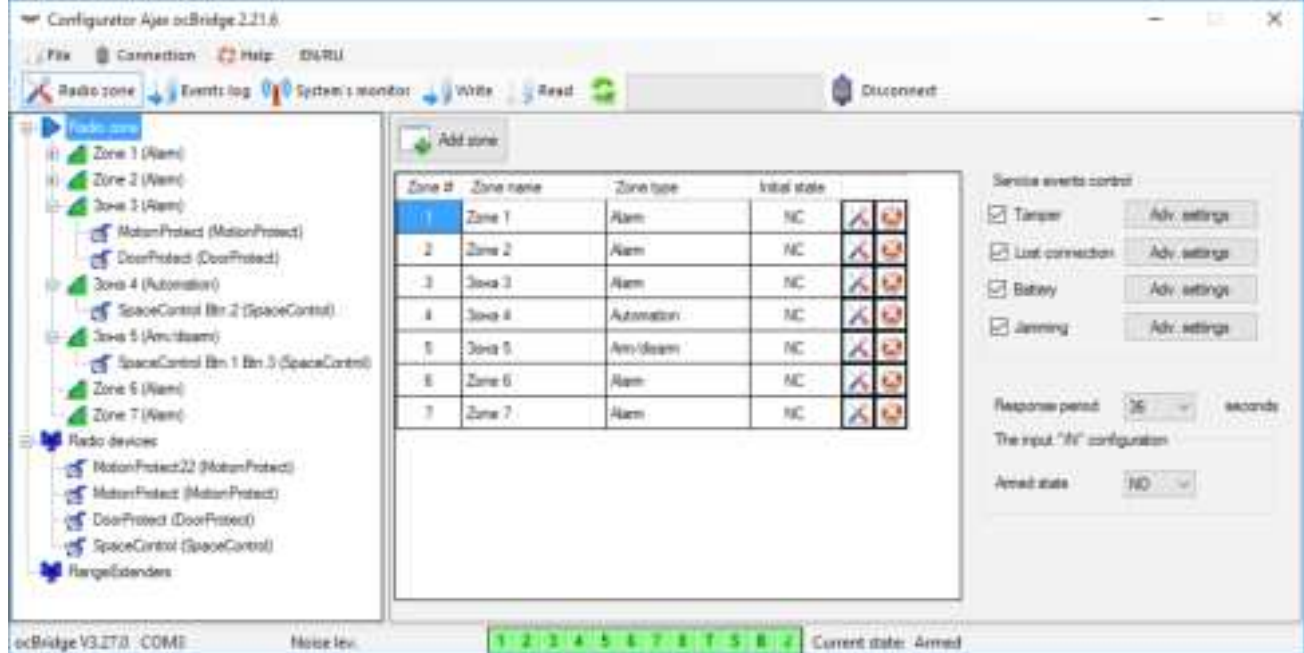 Configurator Ajax ocBridge 2.21.6
File Connection Help EN/RU
Radio zone Events log System's monitor Write Read Disconnect
Radio zone
Zone 1 (Alarm)
Zone 2 (Alarm)
Зона 3 (Alarm)
MotionProtect (MotionProtect)
DoorProtect (DoorProtect)
Зона 4 (Automation)
SpaceControl Btn 2 (SpaceControl)
Зона 5 (Arm/disarm)
SpaceControl Btn 1 Btn 3 (SpaceControl)
Zone 6 (Alarm)
Zone 7 (Alarm)
Radio devices
MotionProtect22 (MotionProtect)
MotionProtect (MotionProtect)
DoorProtect (DoorProtect)
SpaceControl (SpaceControl)
RangeExtenders
Add zone
Zone # Zone name Zone type Initial state
1 Zone 1 Alarm NC
2 Zone 2 Alarm NC
3 Зона 3 Alarm NC
4 Зона 4 Automation NC
5 Зона 5 Arm/disarm NC
6 Zone 6 Alarm NC
7 Zone 7 Alarm NC
Service events control
Tamper Adv. settings
Lost connection Adv. settings
Battery Adv. settings
Jamming Adv. settings
Response period 36 seconds
The input "IN" configuration
Armed state NO
ocBridge V3.27.0 COM3 Noise lev. 1 2 3 4 5 6 7 8 T S B J Current state: Armed